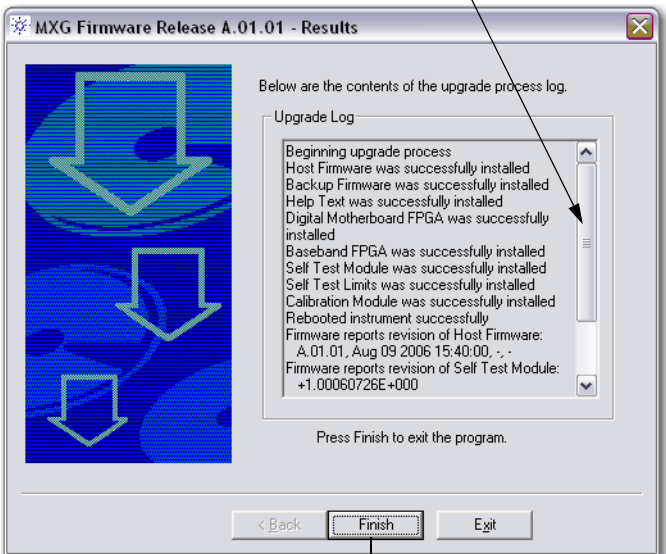 MXG Firmware Release A.01.01 - Results
Below are the contents of the upgrade process log.
Upgrade Log
Beginning upgrade process
Host Firmware was successfully installed
Backup Firmware was successfully installed
Help Text was successfully installed
Digital Motherboard FPGA was successfully
installed
Baseband FPGA was successfully installed
Self Test Module was successfully installed
Self Test Limits was successfully installed
Calibration Module was successfully installed
Rebooted instrument successfully
Firmware reports revision of Host Firmware:
A.01.01, Aug 09 2006 15:40:00, -, -
Firmware reports revision of Self Test Module:
+1.00060726E+000
Press Finish to exit the program.
< Back
Finish
Exit